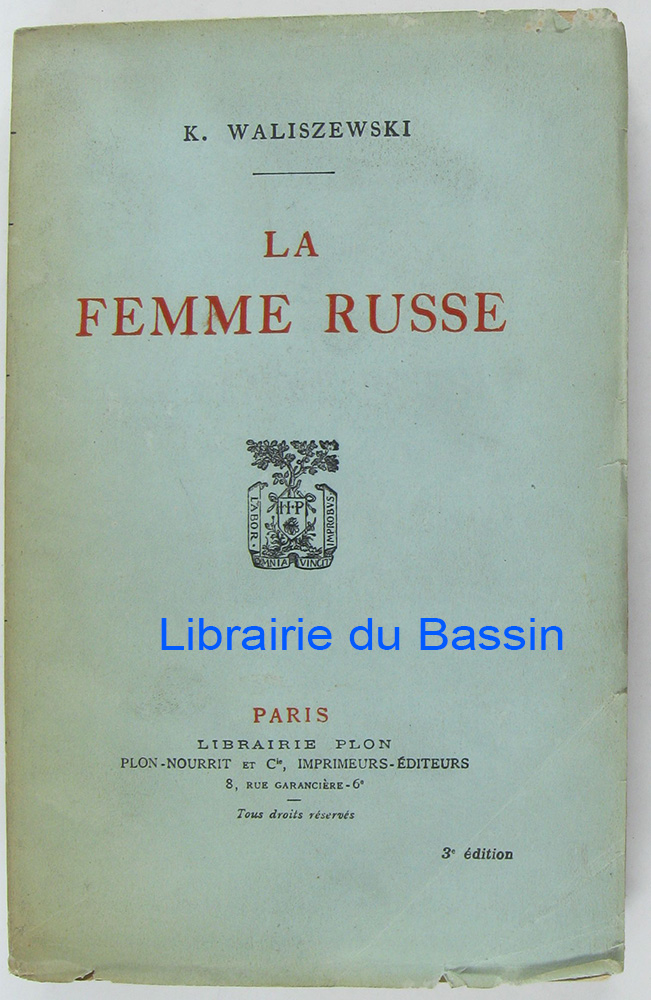 K. WALISZEWSKI
LA
FEMME RUSSE
H·P
LABOR
IMPROBVS
OMNIA VINCIT
Librairie du Bassin
PARIS
LIBRAIRIE PLON
PLON-NOURRIT ET Cie, IMPRIMEURS-ÉDITEURS
8, RUE GARANCIÈRE-6e
Tous droits réservés
3e édition